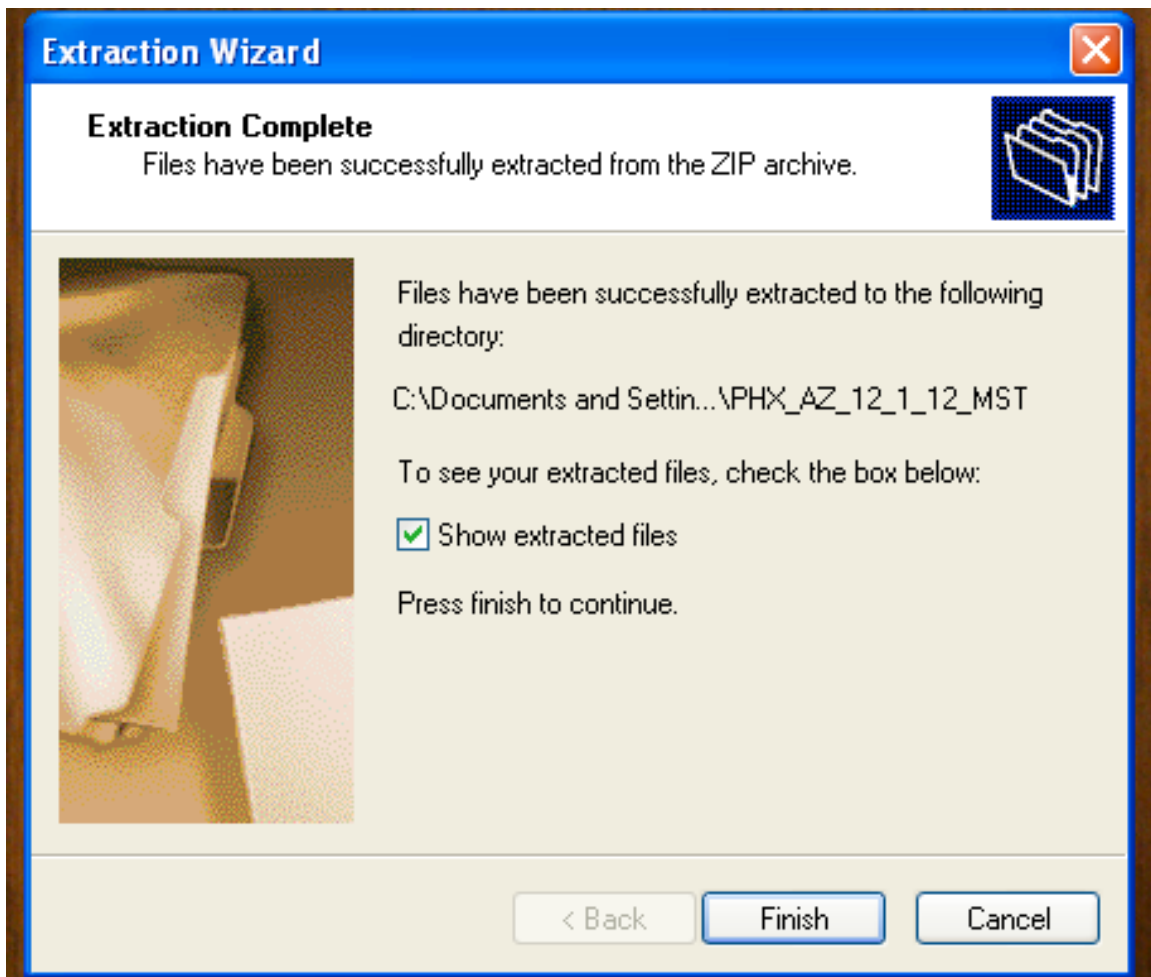 Extraction Wizard
Extraction Complete
Files have been successfully extracted from the ZIP archive.
Files have been successfully extracted to the following
directory:
C:\Documents and Settin...\PHX_AZ_12_1_12_MST
To see your extracted files, check the box below:
Show extracted files
Press finish to continue.
< Back
Finish
Cancel